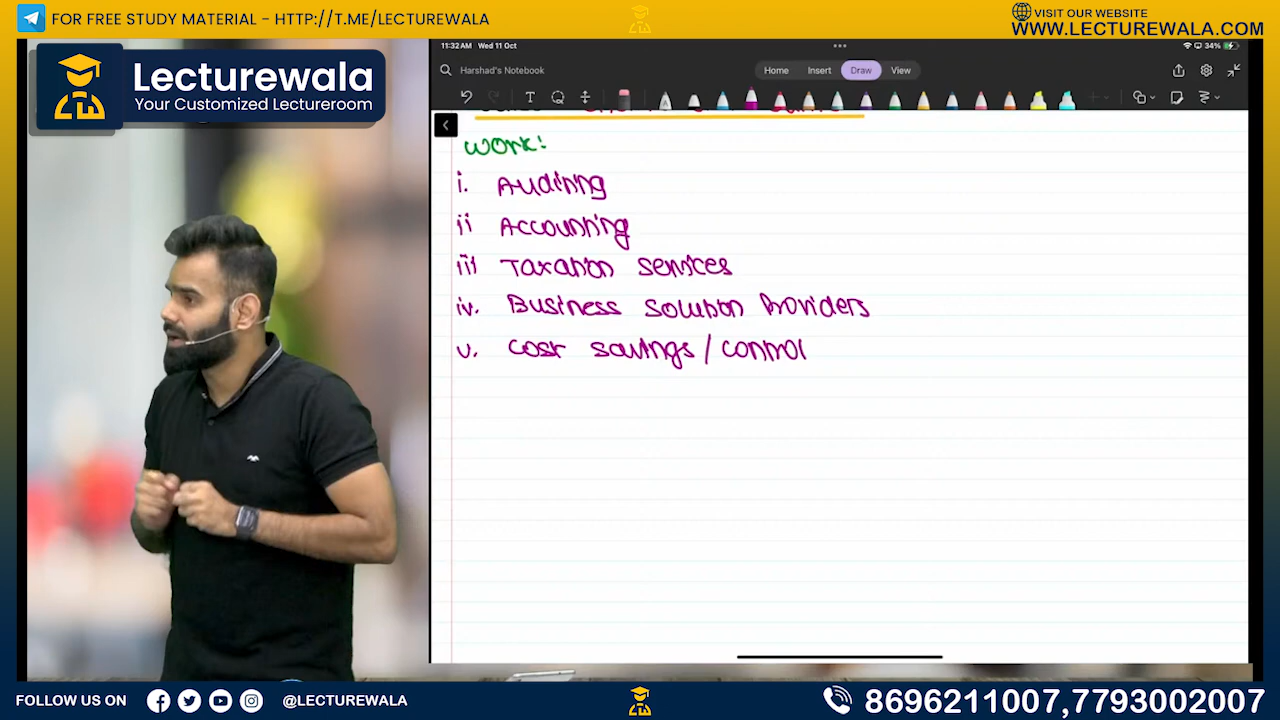 FOR FREE STUDY MATERIAL - HTTP://T.ME/LECTUREWALA
VISIT OUR WEBSITE
WWW.LECTUREWALA.COM
Lecturewala
Your Customized Lectureroom
11:32 AM Wed 11 Oct
34%
Harshad's Notebook
Home Insert Draw View
Work:
i. Auditing
ii Accounting
iii Taxation Services
iv. Business Solution Providers
v. Cost Savings / Control
FOLLOW US ON
@LECTUREWALA
8696211007,7793002007